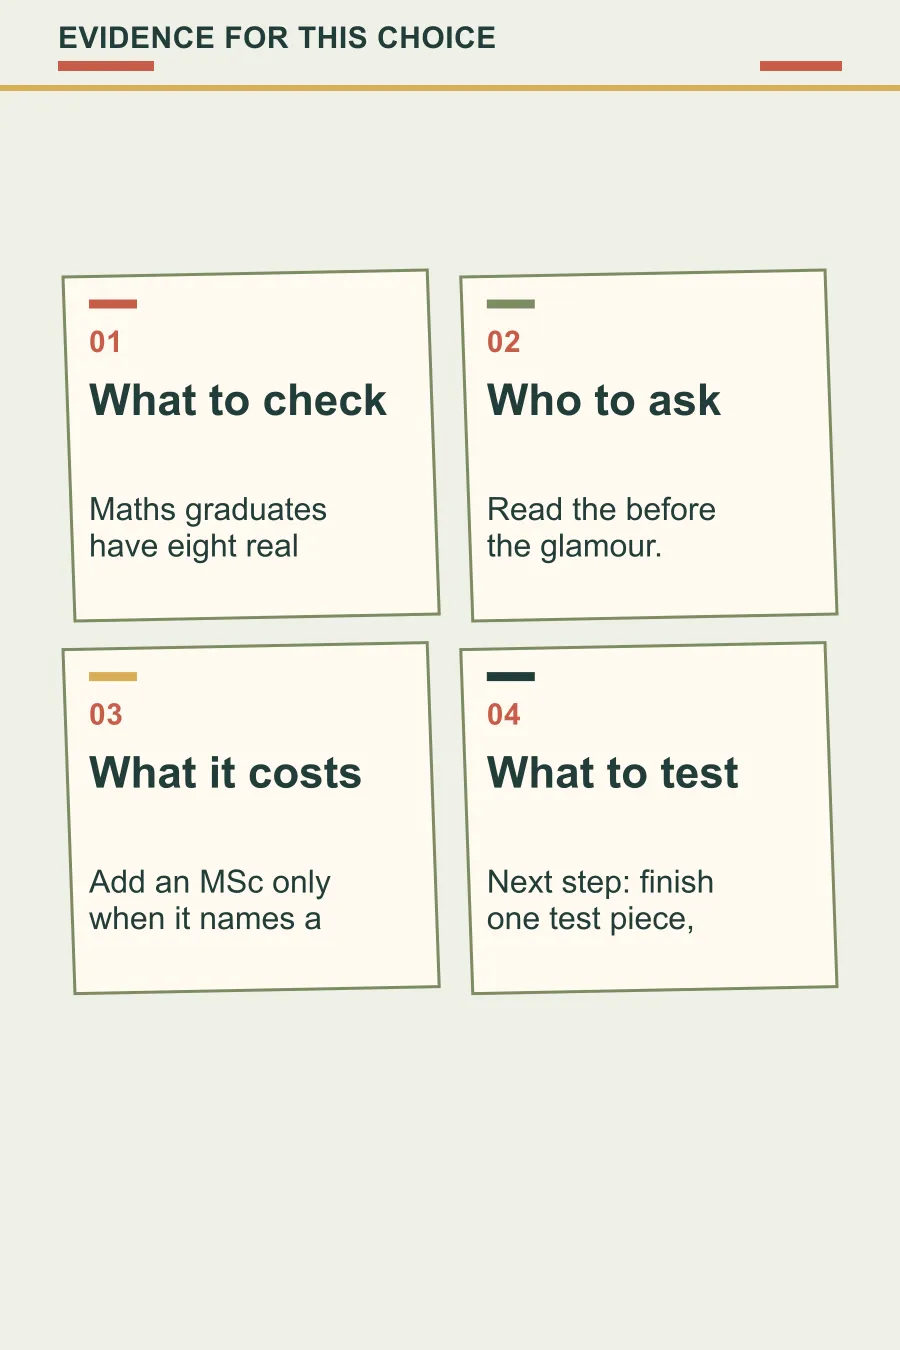 EVIDENCE FOR THIS CHOICE
01
What to check
Maths graduates
have eight real
02
Who to ask
Read the before
the glamour.
03
What it costs
Add an MSc only
when it names a
04
What to test
Next step: finish
one test piece,